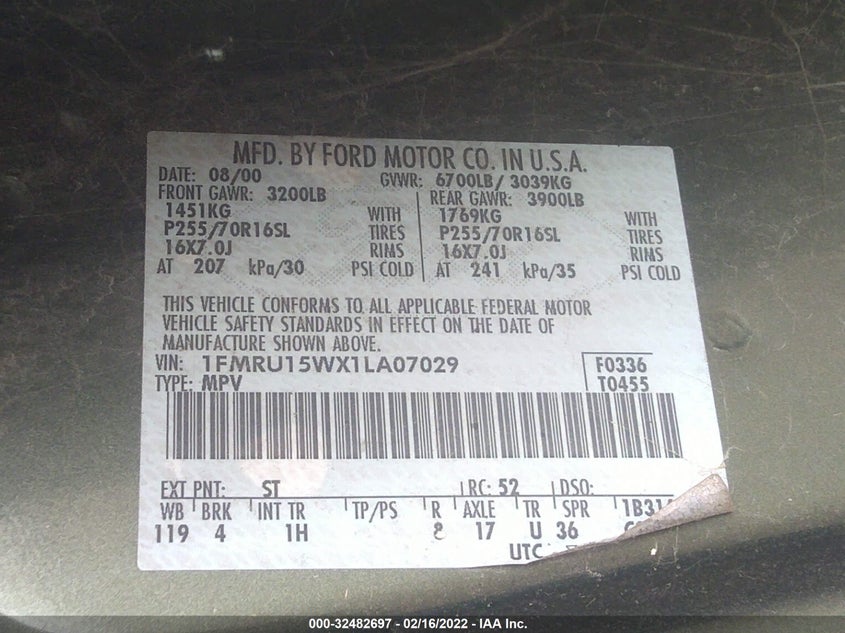 MFD. BY FORD MOTOR CO. IN U.S.A.
DATE: 08/00 GVWR: 6700LB/ 3039KG
FRONT GAWR: 3200LB REAR GAWR: 3900LB
1451KG WITH 1769KG WITH
P255/70R16SL TIRES P255/70R16SL TIRES
16X7.0J RIMS 16X7.0J RIMS
AT 207 kPa/30 PSI COLD AT 241 kPa/35 PSI COLD
THIS VEHICLE CONFORMS TO ALL APPLICABLE FEDERAL MOTOR
VEHICLE SAFETY STANDARDS IN EFFECT ON THE DATE OF
MANUFACTURE SHOWN ABOVE.
VIN: 1FMRU15WX1LA07029 F0336
TYPE: MPV T0455
EXT PNT: ST RC: 52 DSO:
WB BRK INT TR TP/PS R AXLE TR SPR
119 4 1H 8 17 U 36
UTC
000-32482697 - 02/16/2022 - IAA Inc.